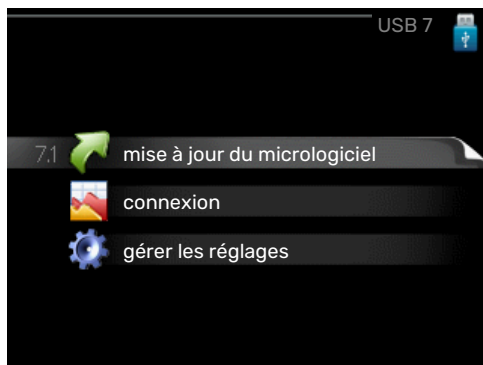 USB 7
7.1 mise à jour du micrologiciel
connexion
gérer les réglages